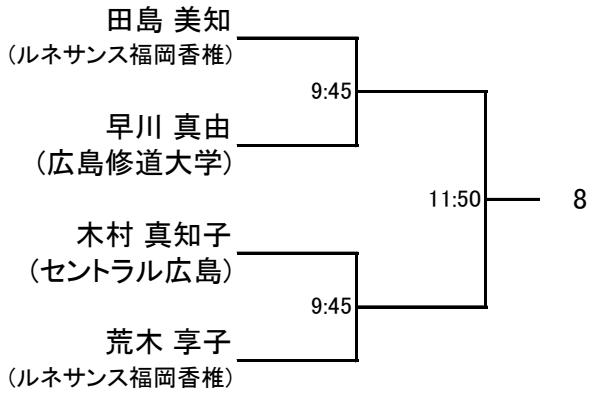 田島 美知
(ルネサンス福岡香椎)
9:45
早川 真由
(広島修道大学)
11:50
8
木村 真知子
(セントラル広島)
9:45
荒木 享子
(ルネサンス福岡香椎)